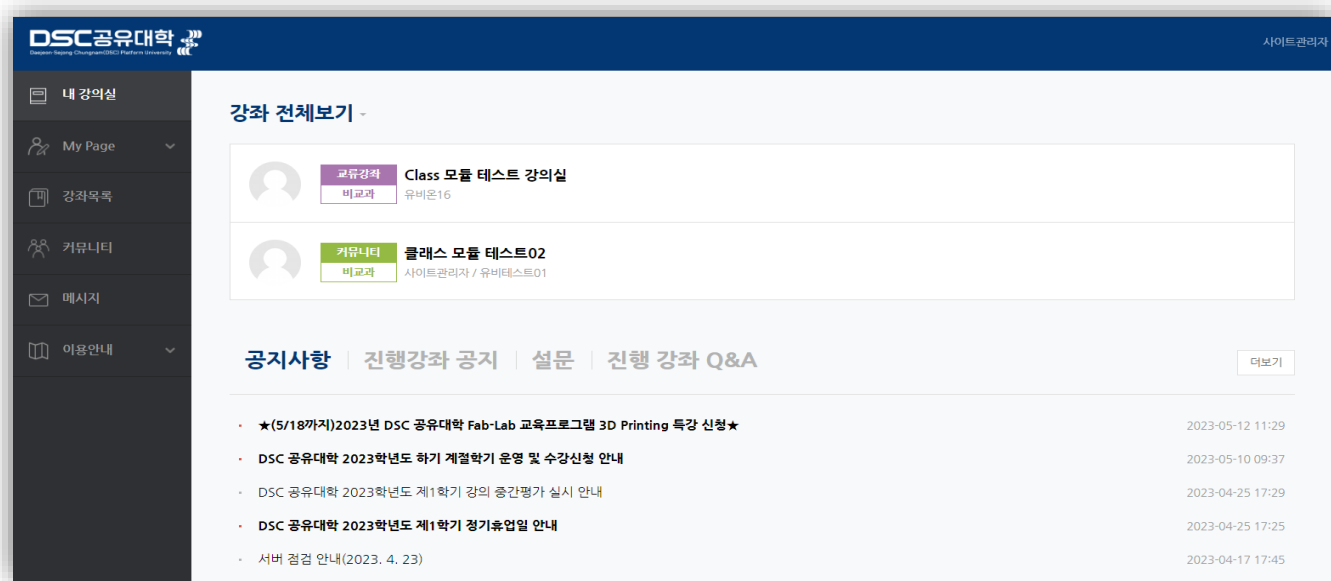 DSC공유대학
Daejeon·Sejong·Chungnam(DSC) Platform University
사이트관리자
내 강의실
My Page
강좌목록
커뮤니티
메시지
이용안내
강좌 전체보기
교류강좌 Class 모듈 테스트 강의실
비교과 유비온16
커뮤니티 클래스 모듈 테스트02
비교과 사이트관리자 / 유비테스트01
공지사항 진행강좌 공지 설문 진행 강좌 Q&A 더보기
★(5/18까지)2023년 DSC 공유대학 Fab-Lab 교육프로그램 3D Printing 특강 신청★ 2023-05-12 11:29
DSC 공유대학 2023학년도 하기 계절학기 운영 및 수강신청 안내 2023-05-10 09:37
DSC 공유대학 2023학년도 제1학기 강의 중간평가 실시 안내 2023-04-25 17:29
DSC 공유대학 2023학년도 제1학기 정기휴업일 안내 2023-04-25 17:25
서버 점검 안내(2023. 4. 23) 2023-04-17 17:45